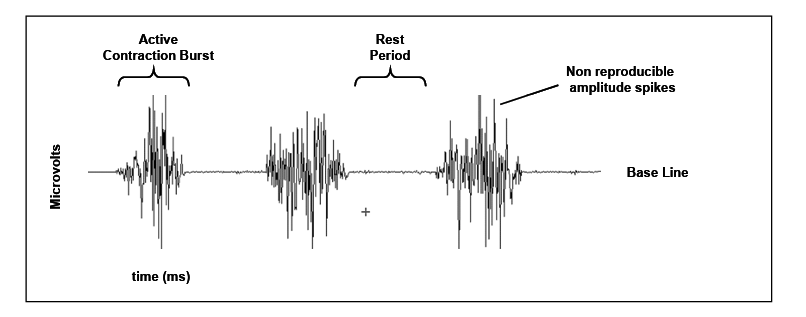 Active
Contraction Burst
Rest
Period
Non reproducible
amplitude spikes
Microvolts
Base Line
time (ms)